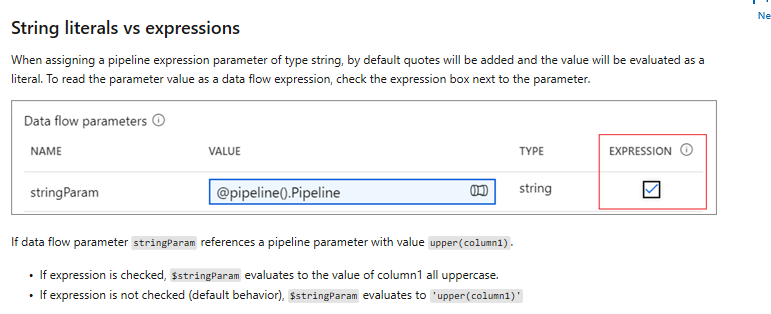 Ne
String literals vs expressions
When assigning a pipeline expression parameter of type string, by default quotes will be added and the value will be evaluated as a
literal. To read the parameter value as a data flow expression, check the expression box next to the parameter.
Data flow parameters
NAME VALUE TYPE EXPRESSION
stringParam @pipeline().Pipeline string
If data flow parameter stringParam references a pipeline parameter with value upper(column1).
• If expression is checked, $stringParam evaluates to the value of column1 all uppercase.
• If expression is not checked (default behavior), $stringParam evaluates to 'upper(column1)'